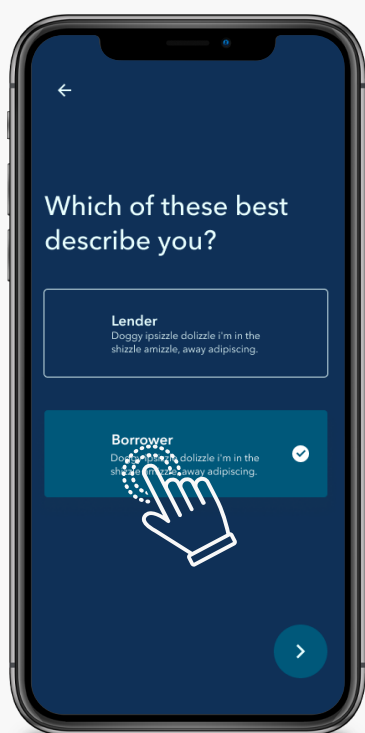 Which of these best
describe you?
Lender
Doggy ipsizzle dolizzle i'm in the
shizzle amizzle, away adipiscing.
Borrower
Doggy ipsizzle dolizzle i'm in the
shizzle amizzle, away adipiscing.